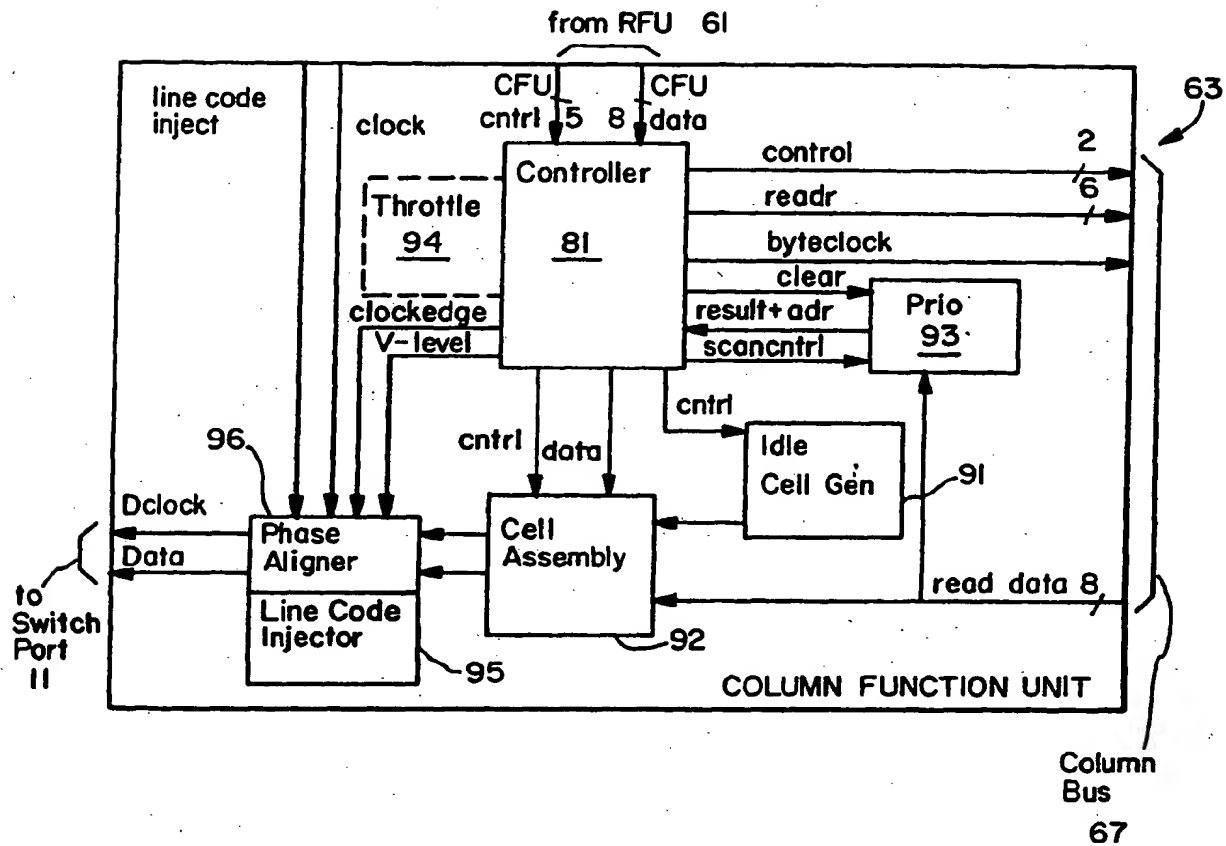 from RFU 61
line code
inject
clock
CFU
cntrl 5
CFU
8 data
63
Controller
81
Throttle
94
control 2
readr 6
byteclock
clear
result+adr
scancntrl
Prio
93
clockedge
V-level
cntrl
data
cntrl
Idle
Cell Gen
91
96
Dclock
Data
Phase
Aligner
Cell
Assembly
92
read data 8
Line Code
Injector
95
to
Switch
Port
11
COLUMN FUNCTION UNIT
Column
Bus
67